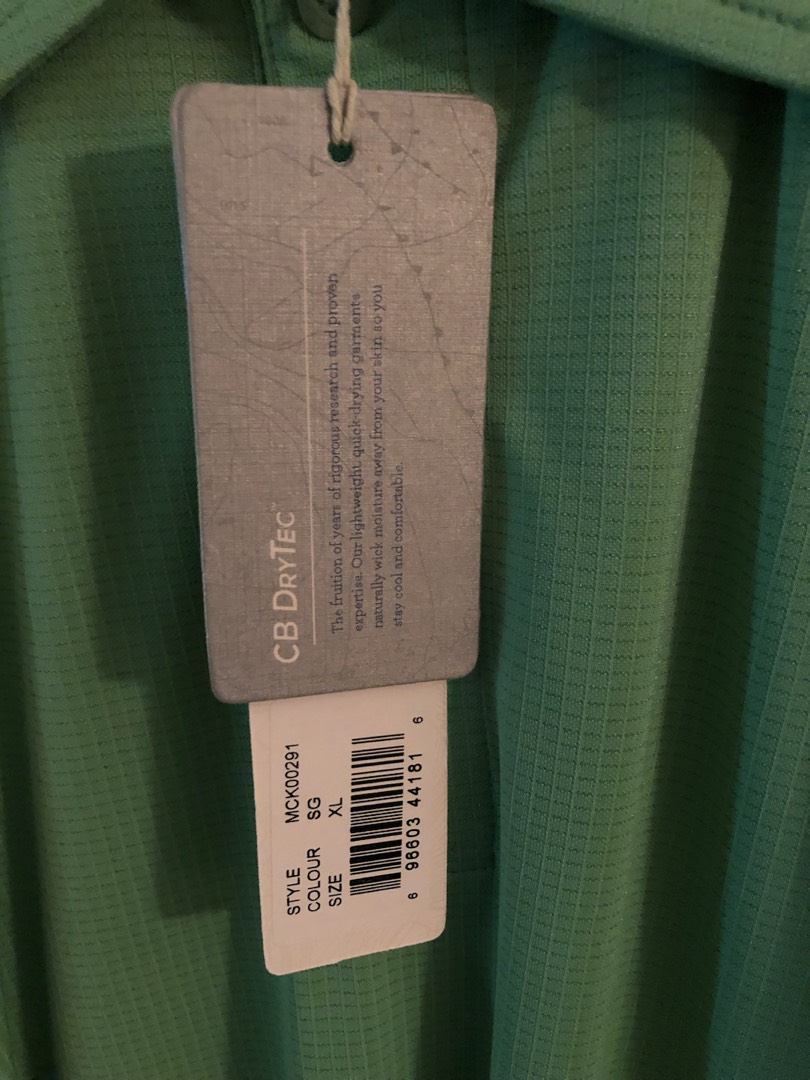 CB DRYTEC™
The fruition of years of rigorous research and proven
expertise. Our lightweight quick-drying garments
naturally wick moisture away from your skin so you
stay cool and comfortable.
STYLE MCK00291
COLOUR SG
SIZE XL
6 98603 44181 6